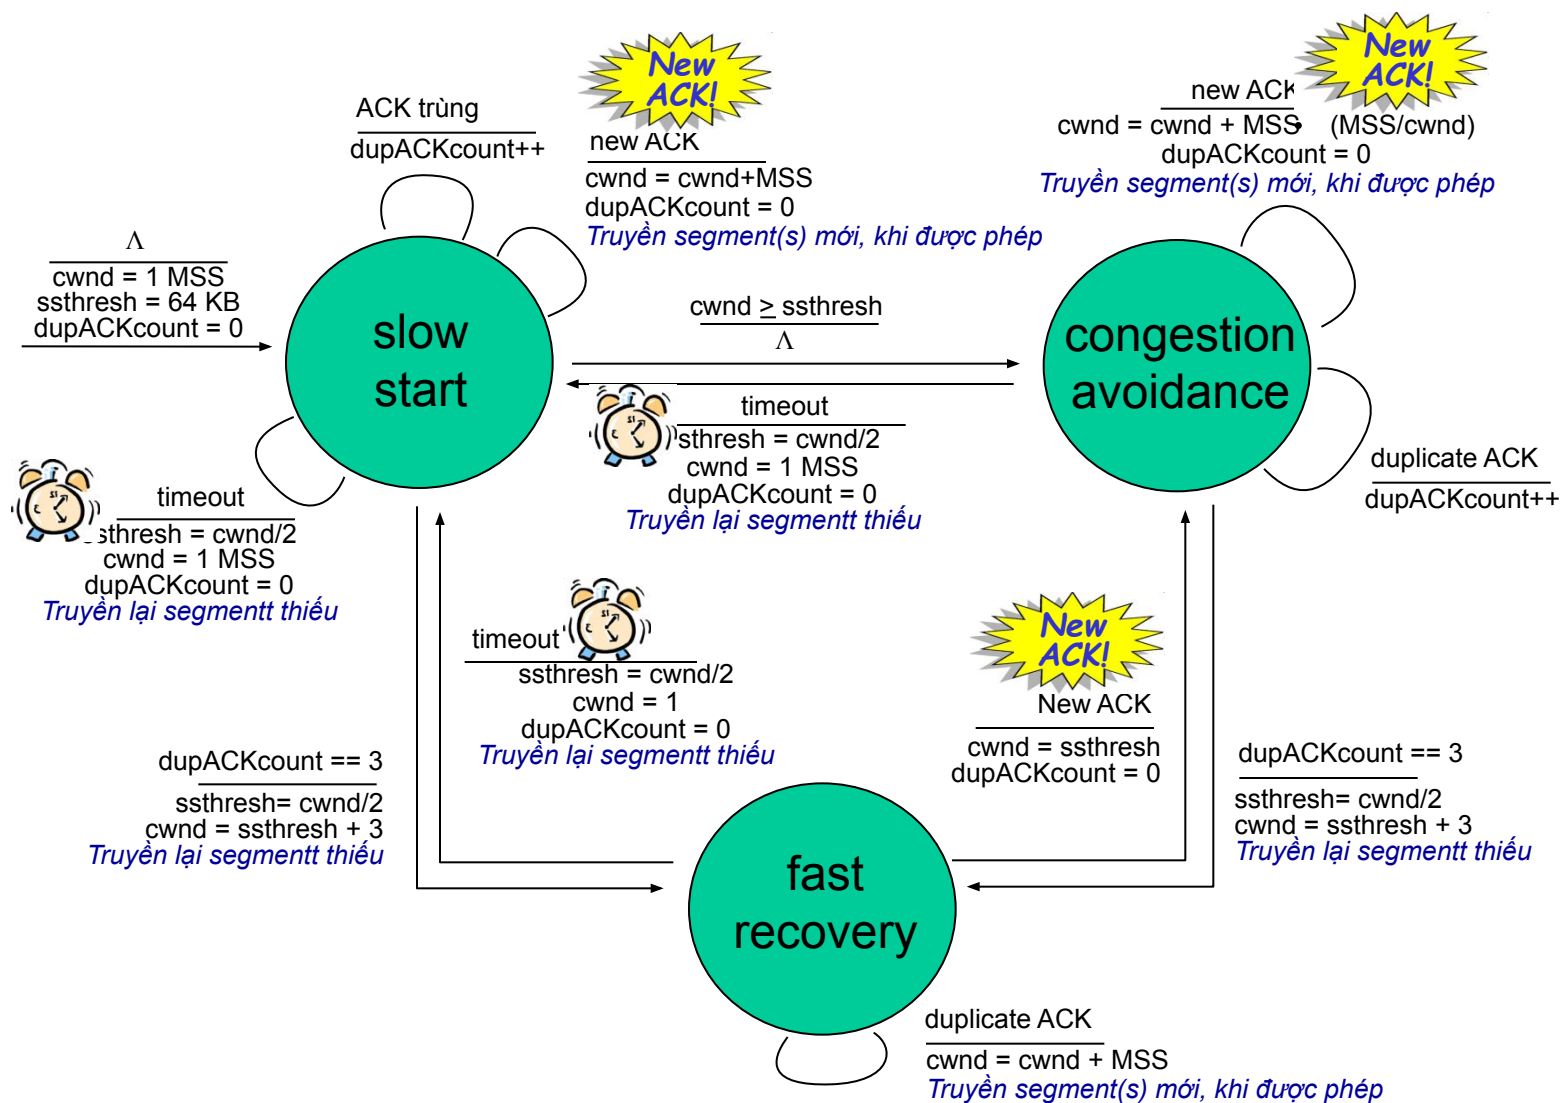 New
ACK!
ACK trùng
dupACKcount++
new ACK
cwnd = cwnd+MSS
dupACKcount = 0
Truyền segment(s) mới, khi được phép
New
ACK!
new ACK
cwnd = cwnd + MSS • (MSS/cwnd)
dupACKcount = 0
Truyền segment(s) mới, khi được phép
Λ
cwnd = 1 MSS
ssthresh = 64 KB
dupACKcount = 0
slow
start
cwnd ≥ ssthresh
Λ
congestion
avoidance
timeout
sthresh = cwnd/2
cwnd = 1 MSS
dupACKcount = 0
Truyền lại segmentt thiếu
duplicate ACK
dupACKcount++
timeout
ssthresh = cwnd/2
cwnd = 1 MSS
dupACKcount = 0
Truyền lại segmentt thiếu
timeout
ssthresh = cwnd/2
cwnd = 1
dupACKcount = 0
Truyền lại segmentt thiếu
New
ACK!
New ACK
cwnd = ssthresh
dupACKcount = 0
dupACKcount == 3
ssthresh= cwnd/2
cwnd = ssthresh + 3
Truyền lại segmentt thiếu
dupACKcount == 3
ssthresh= cwnd/2
cwnd = ssthresh + 3
Truyền lại segmentt thiếu
fast
recovery
duplicate ACK
cwnd = cwnd + MSS
Truyền segment(s) mới, khi được phép